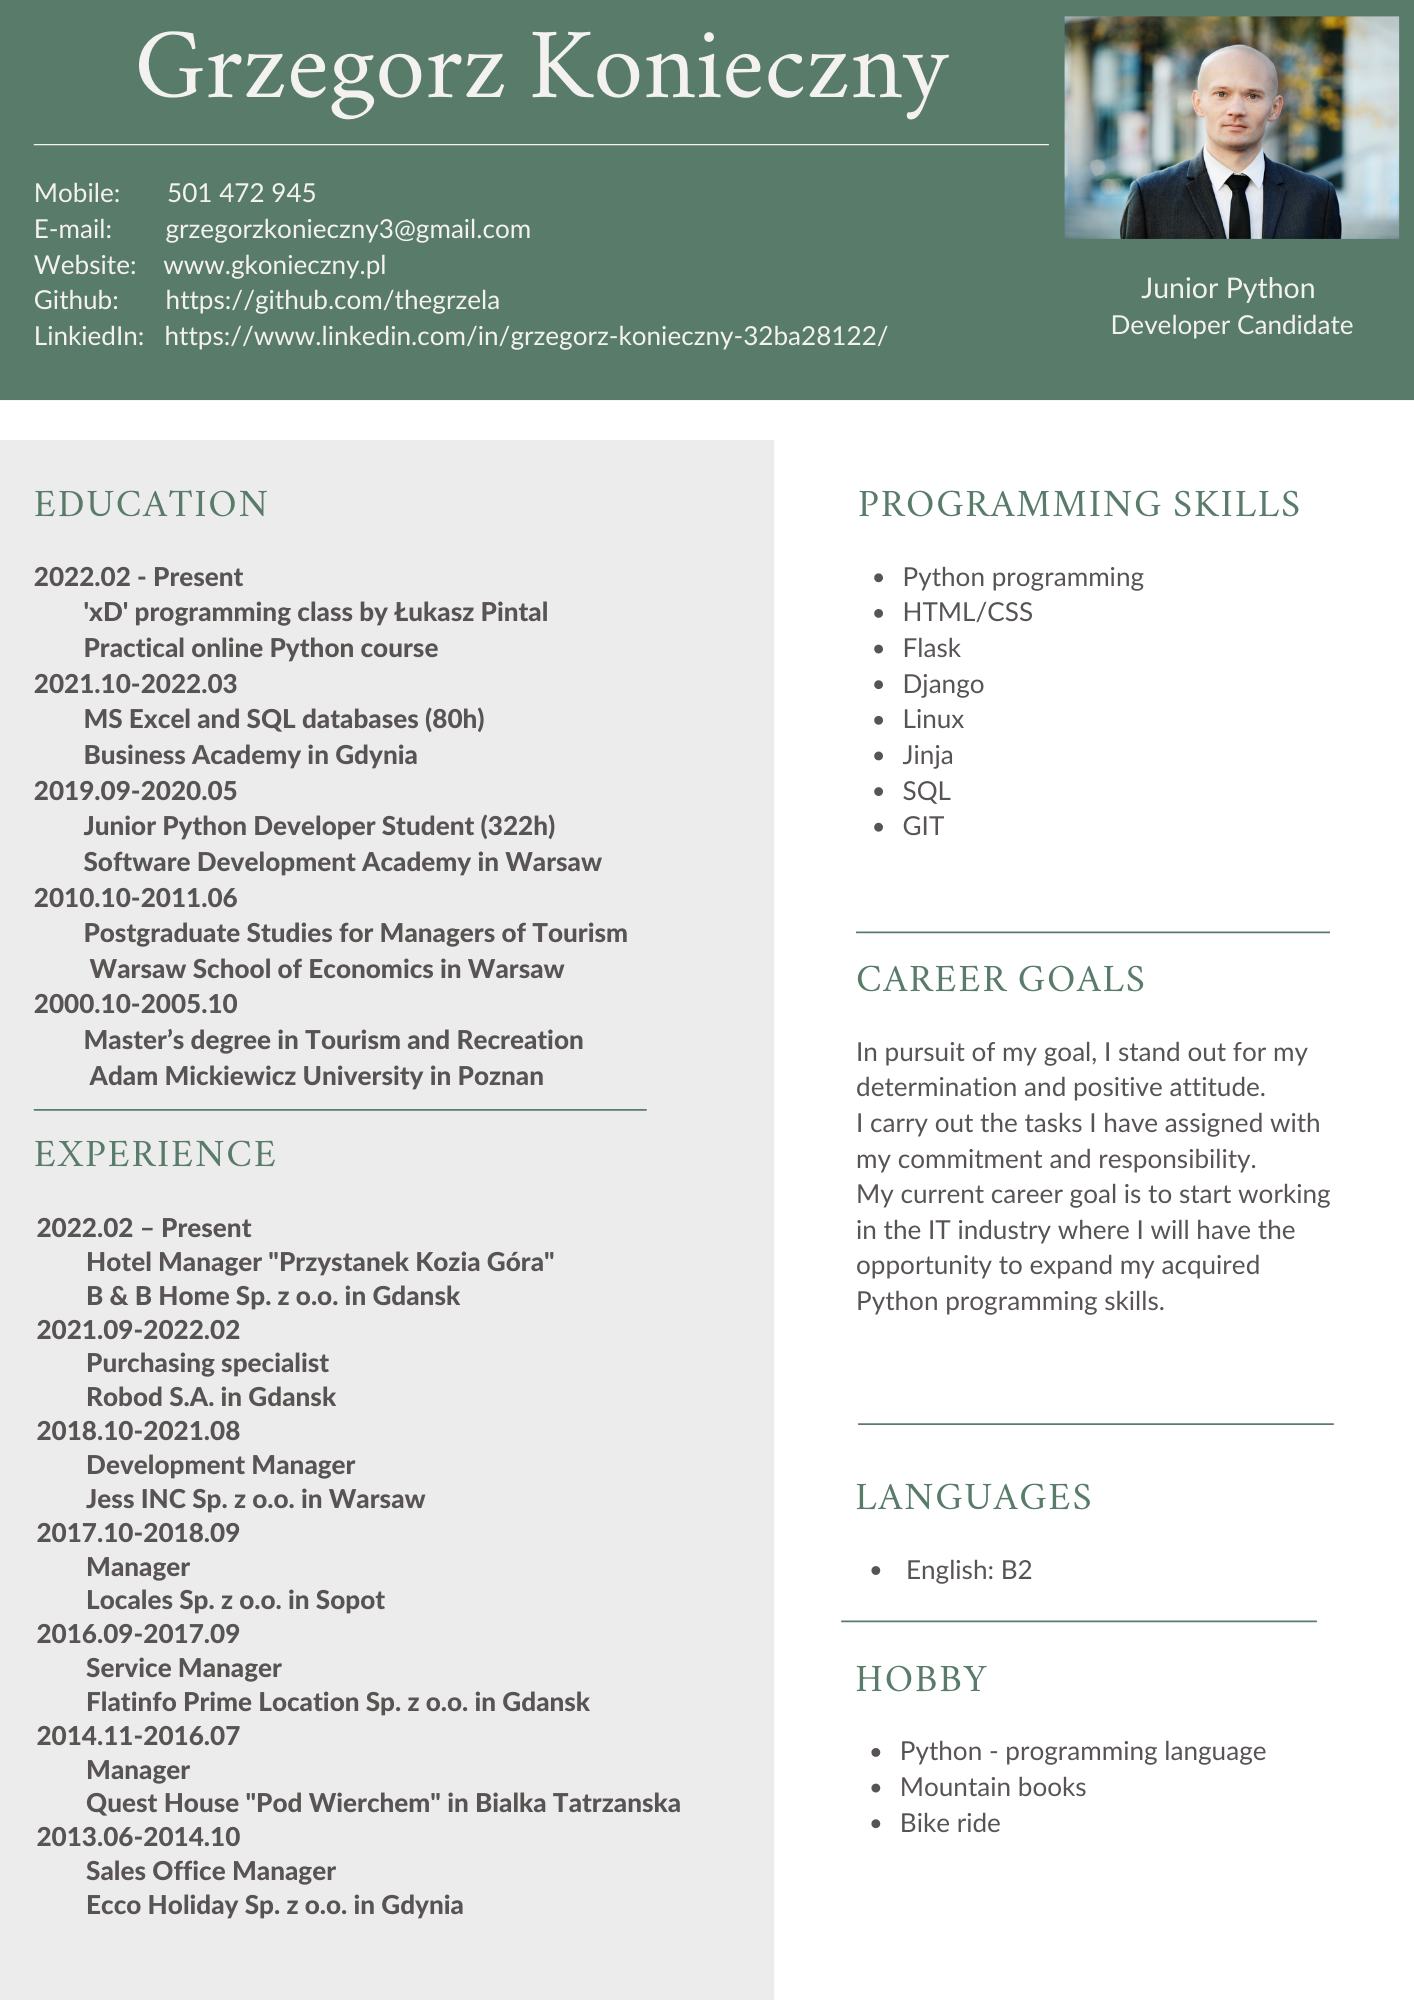 Grzegorz Konieczny
Mobile: 501 472 945
E-mail: grzegorzkonieczny3@gmail.com
Website: www.gkonieczny.pl
Github: https://github.com/thegrzela
LinkiedIn: https://www.linkedin.com/in/grzegorz-konieczny-32ba28122/
Junior Python
Developer Candidate
EDUCATION
2022.02 - Present
'xD' programming class by Łukasz Pintal
Practical online Python course
2021.10-2022.03
MS Excel and SQL databases (80h)
Business Academy in Gdynia
2019.09-2020.05
Junior Python Developer Student (322h)
Software Development Academy in Warsaw
2010.10-2011.06
Postgraduate Studies for Managers of Tourism
Warsaw School of Economics in Warsaw
2000.10-2005.10
Master’s degree in Tourism and Recreation
Adam Mickiewicz University in Poznan
EXPERIENCE
2022.02 – Present
Hotel Manager "Przystanek Kozia Góra"
B & B Home Sp. z o.o. in Gdansk
2021.09-2022.02
Purchasing specialist
Robod S.A. in Gdansk
2018.10-2021.08
Development Manager
Jess INC Sp. z o.o. in Warsaw
2017.10-2018.09
Manager
Locales Sp. z o.o. in Sopot
2016.09-2017.09
Service Manager
Flatinfo Prime Location Sp. z o.o. in Gdansk
2014.11-2016.07
Manager
Quest House "Pod Wierchem" in Bialka Tatrzanska
2013.06-2014.10
Sales Office Manager
Ecco Holiday Sp. z o.o. in Gdynia
PROGRAMMING SKILLS
• Python programming
• HTML/CSS
• Flask
• Django
• Linux
• Jinja
• SQL
• GIT
CAREER GOALS
In pursuit of my goal, I stand out for my
determination and positive attitude.
I carry out the tasks I have assigned with
my commitment and responsibility.
My current career goal is to start working
in the IT industry where I will have the
opportunity to expand my acquired
Python programming skills.
LANGUAGES
• English: B2
HOBBY
• Python - programming language
• Mountain books
• Bike ride